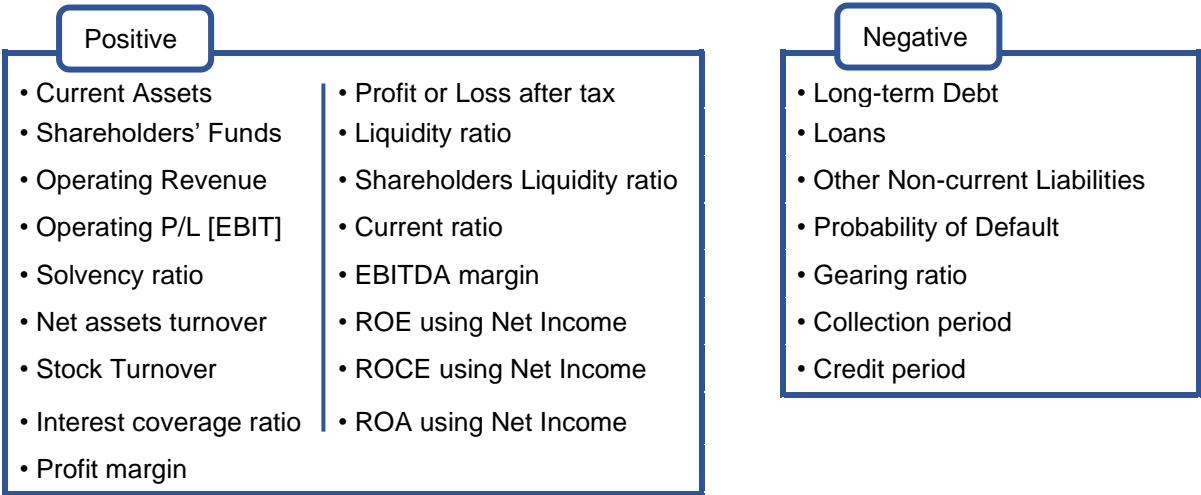 Positive
• Current Assets
• Shareholders’ Funds
• Operating Revenue
• Operating P/L [EBIT]
• Solvency ratio
• Net assets turnover
• Stock Turnover
• Interest coverage ratio
• Profit margin
• Profit or Loss after tax
• Liquidity ratio
• Shareholders Liquidity ratio
• Current ratio
• EBITDA margin
• ROE using Net Income
• ROCE using Net Income
• ROA using Net Income
Negative
• Long-term Debt
• Loans
• Other Non-current Liabilities
• Probability of Default
• Gearing ratio
• Collection period
• Credit period